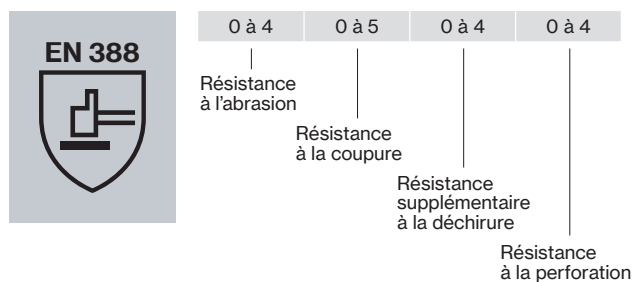 EN 388
0 à 4 0 à 5 0 à 4 0 à 4
Résistance
à l’abrasion
Résistance
à la coupure
Résistance
supplémentaire
à la déchirure
Résistance
à la perforation